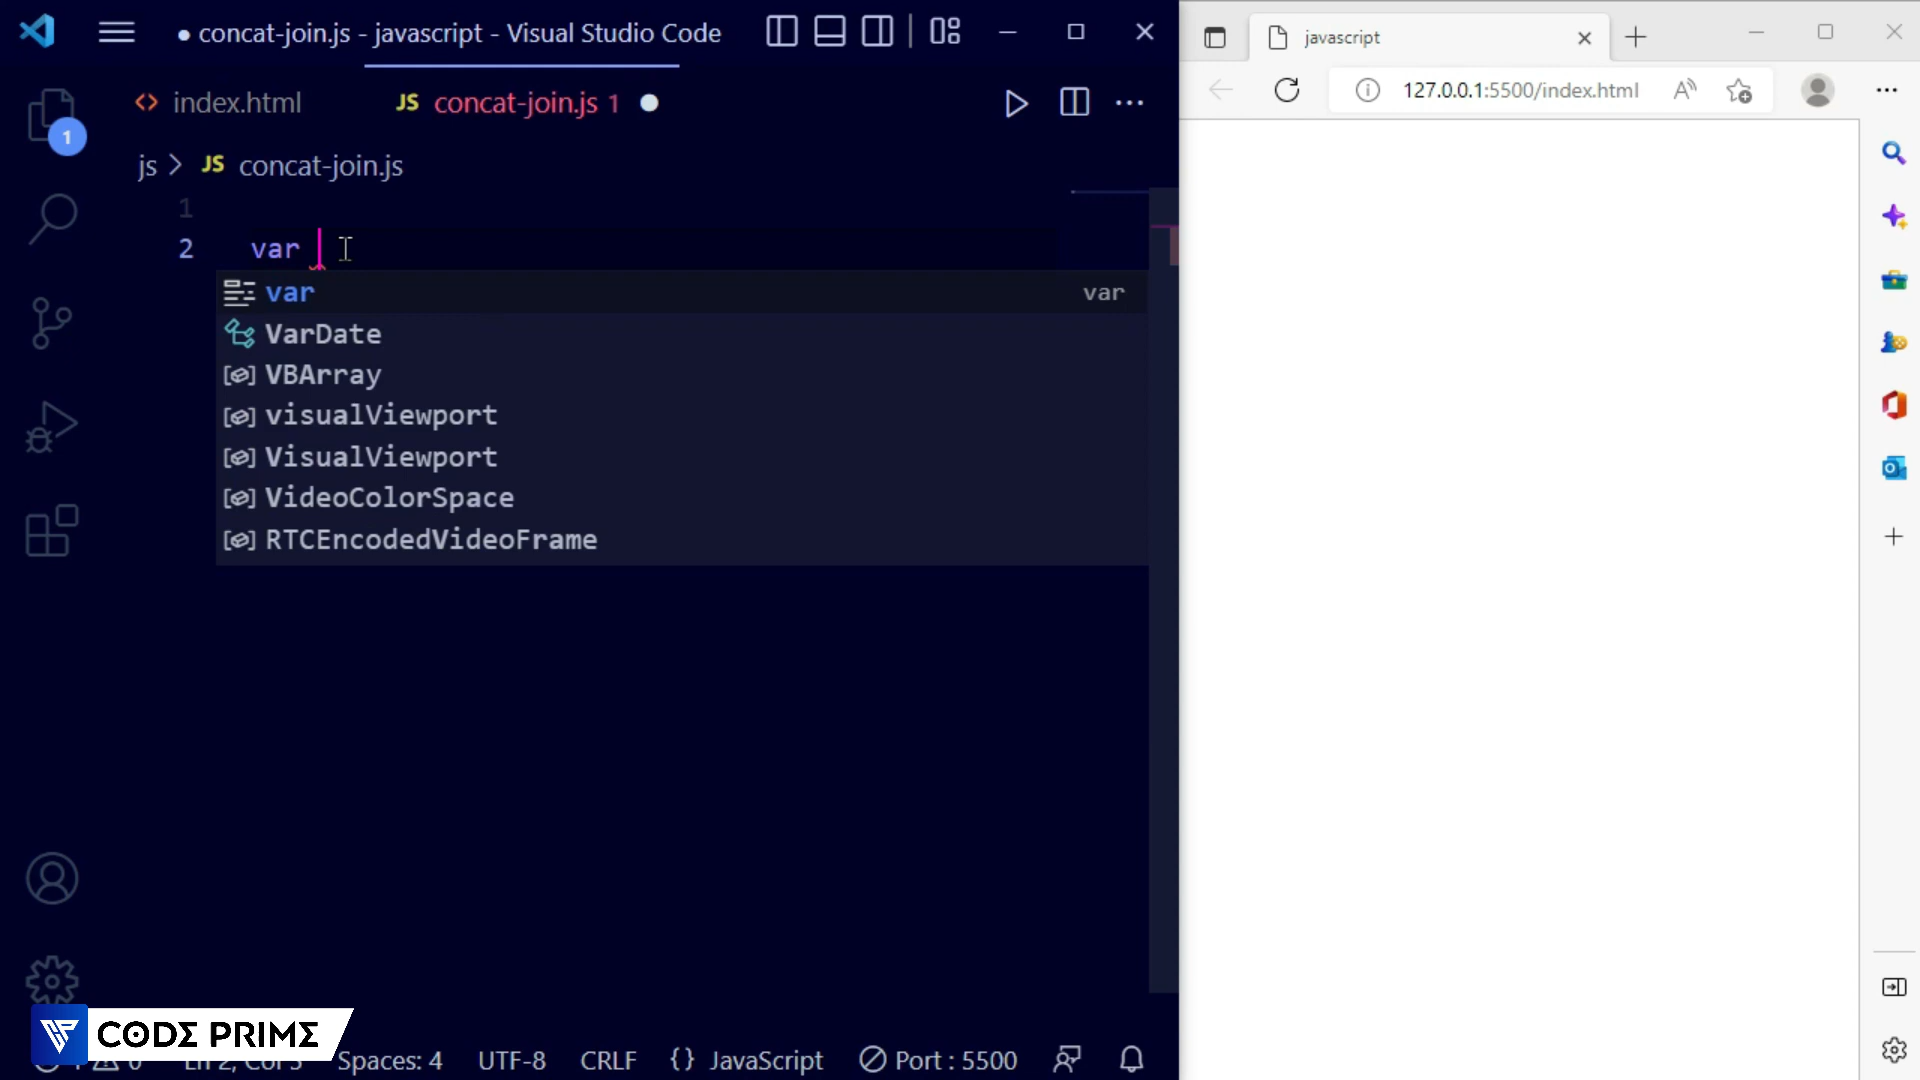 ● concat-join.js - javascript - Visual Studio Code
index.html
JS concat-join.js 1
js > JS concat-join.js
1
2 var
var var
VarDate
VBArray
visualViewport
VisualViewport
VideoColorSpace
RTCEncodedVideoFrame
1
CODΣ PRIMΣ
Spaces: 4 UTF-8 CRLF {} JavaScript Port : 5500
javascript
127.0.0.1:5500/index.html